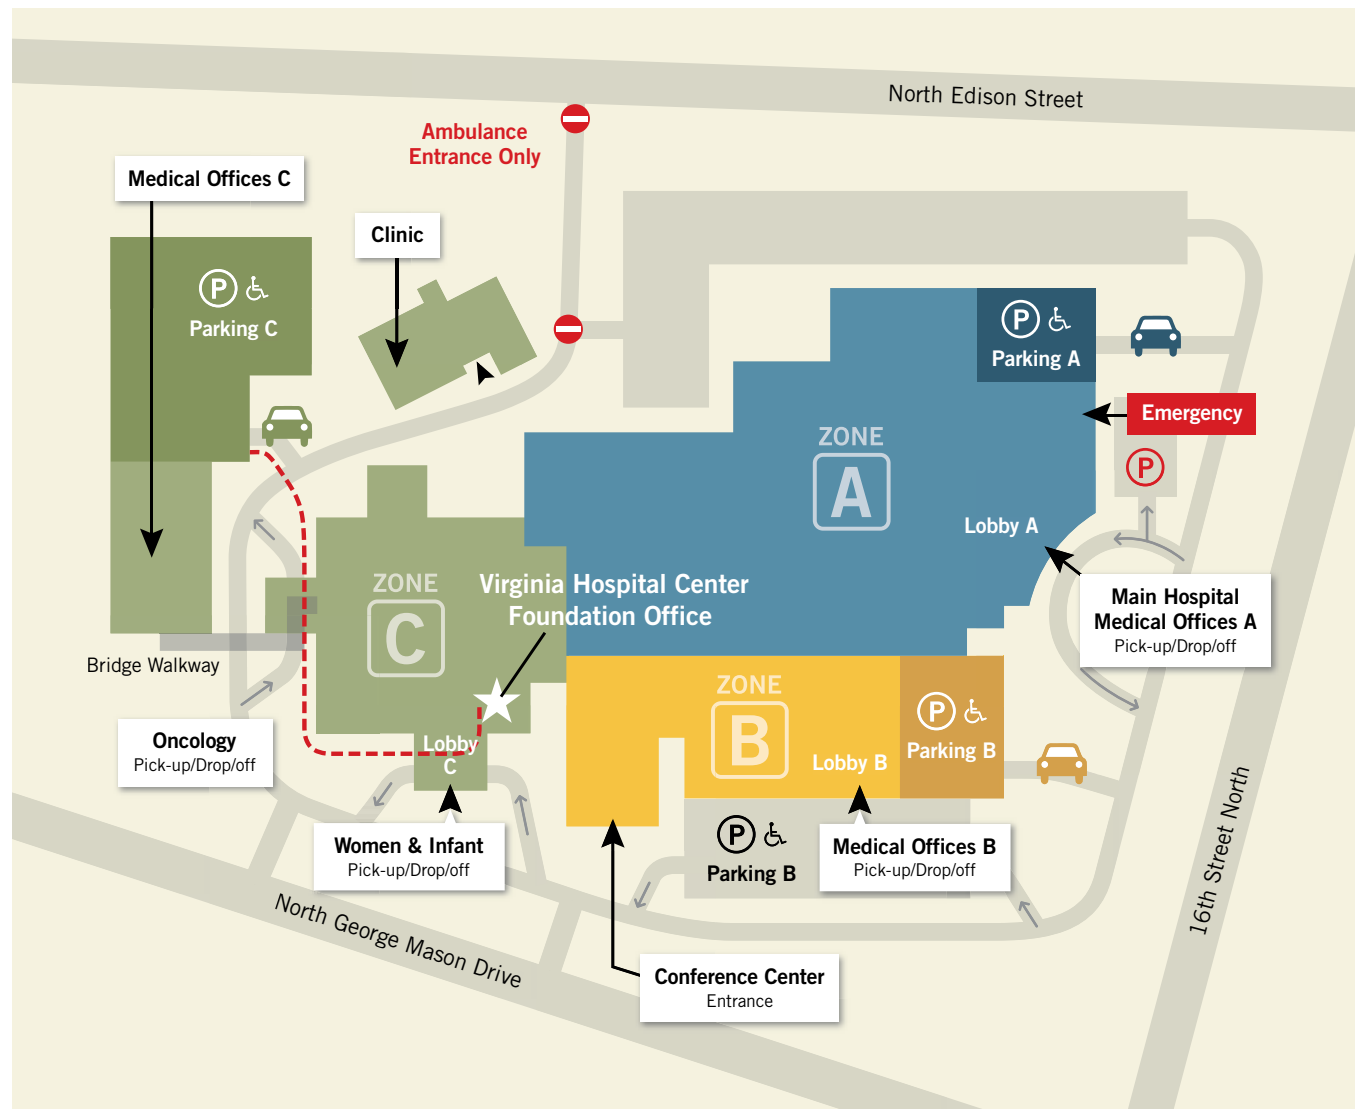 North Edison Street
Ambulance
Entrance Only
Medical Offices C
Clinic
P
Parking C
P
Parking A
Emergency
P
ZONE
A
Lobby A
Main Hospital
Medical Offices A
Pick-up/Drop/off
ZONE
C
Virginia Hospital Center
Foundation Office
Bridge Walkway
Oncology
Pick-up/Drop/off
ZONE
B
Lobby B
P
Parking B
Lobby
C
Women & Infant
Pick-up/Drop/off
P
Parking B
Medical Offices B
Pick-up/Drop/off
16th Street North
North George Mason Drive
Conference Center
Entrance